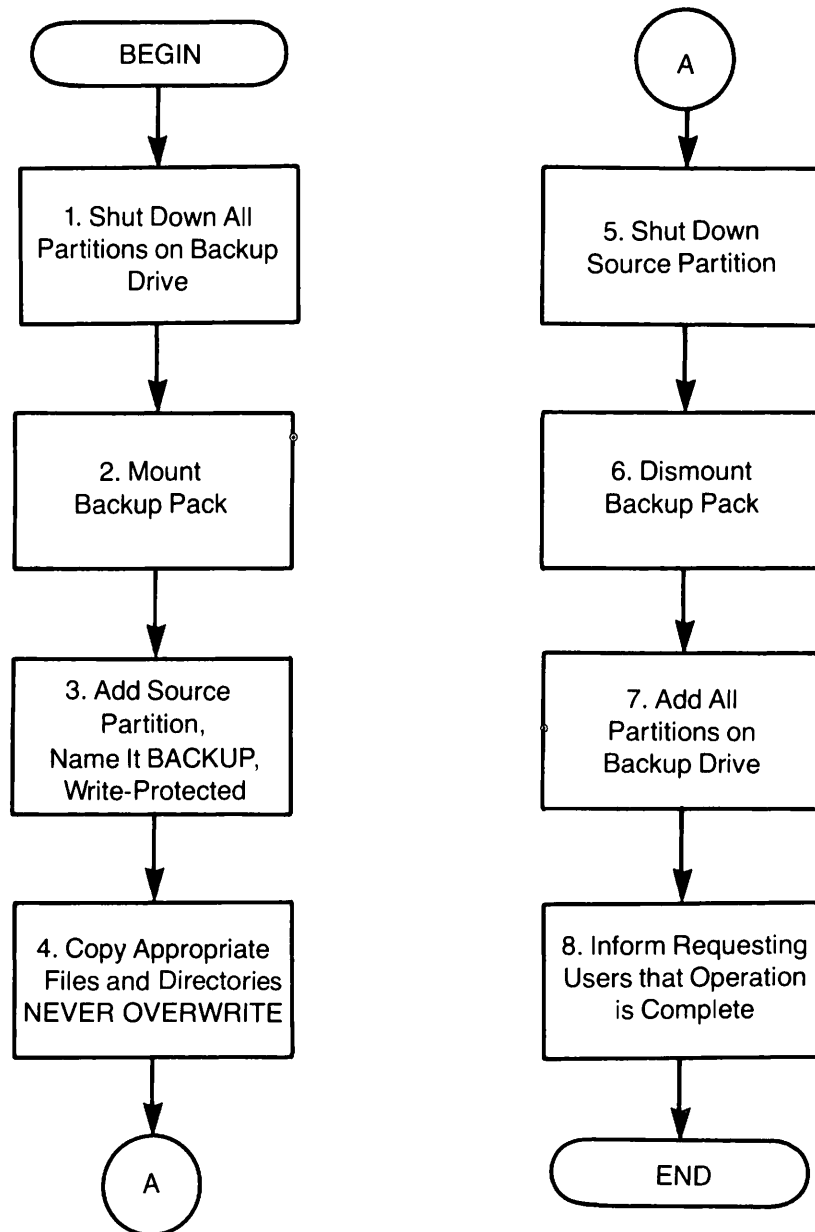 BEGIN
1. Shut Down All
Partitions on Backup
Drive
2. Mount
Backup Pack
3. Add Source
Partition,
Name It BACKUP,
Write-Protected
4. Copy Appropriate
Files and Directories
NEVER OVERWRITE
A
A
5. Shut Down
Source Partition
6. Dismount
Backup Pack
7. Add All
Partitions on
Backup Drive
8. Inform Requesting
Users that Operation
is Complete
END